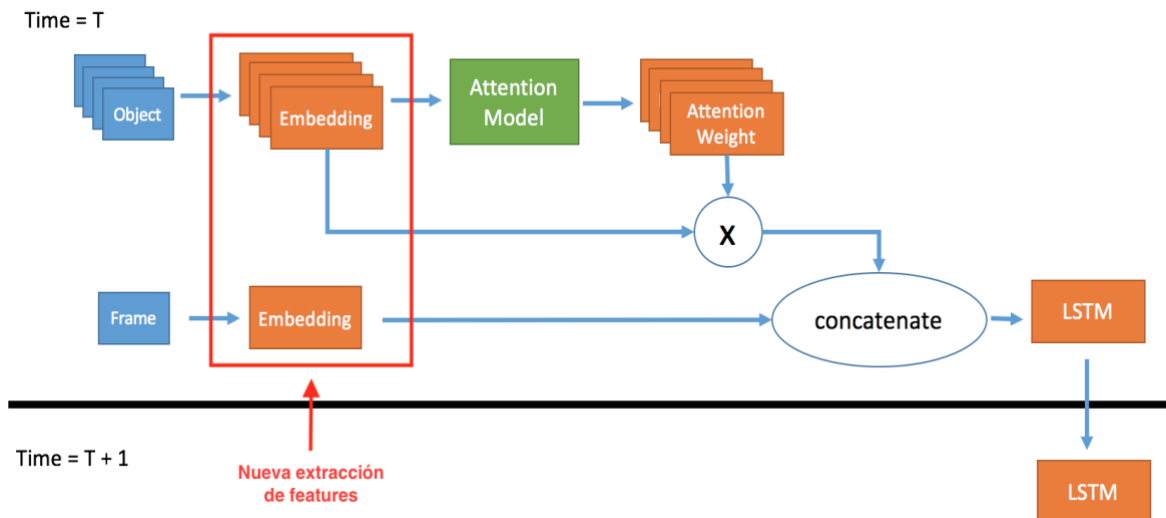 Time = T
Object
Embedding
Attention
Model
Attention
Weight
X
Frame
Embedding
concatenate
LSTM
Time = T + 1
Nueva extracción
de features
LSTM